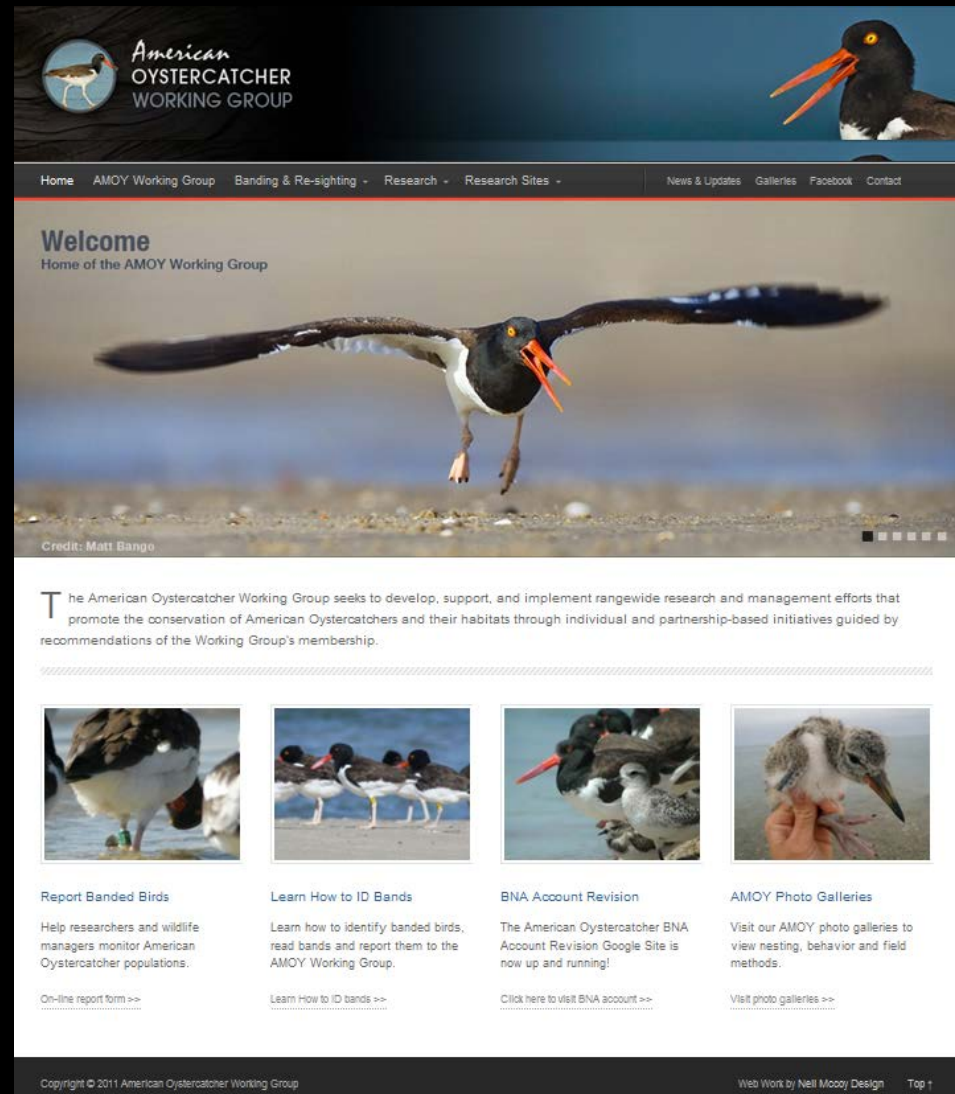 American
OYSTERCATCHER
WORKING GROUP
Home AMOY Working Group Banding & Re-sighting Research Research Sites News & Updates Galleries Facebook Contact
Welcome
Home of the AMOY Working Group
Credit: Matt Bango
The American Oystercatcher Working Group seeks to develop, support, and implement rangewide research and management efforts that
promote the conservation of American Oystercatchers and their habitats through individual and partnership-based initiatives guided by
recommendations of the Working Group's membership.
Report Banded Birds
Help researchers and wildlife
managers monitor American
Oystercatcher populations.
On-line report form >>
Learn How to ID Bands
Learn how to identify banded birds,
read bands and report them to the
AMOY Working Group.
Learn How to ID bands >>
BNA Account Revision
The American Oystercatcher BNA
Account Revision Google Site is
now up and running!
Click here to visit BNA account >>
AMOY Photo Galleries
Visit our AMOY photo galleries to
view nesting, behavior and field
methods.
Visit photo galleries >>
Copyright © 2011 American Oystercatcher Working Group Web Work by Neil Mccoy Design Top ↑